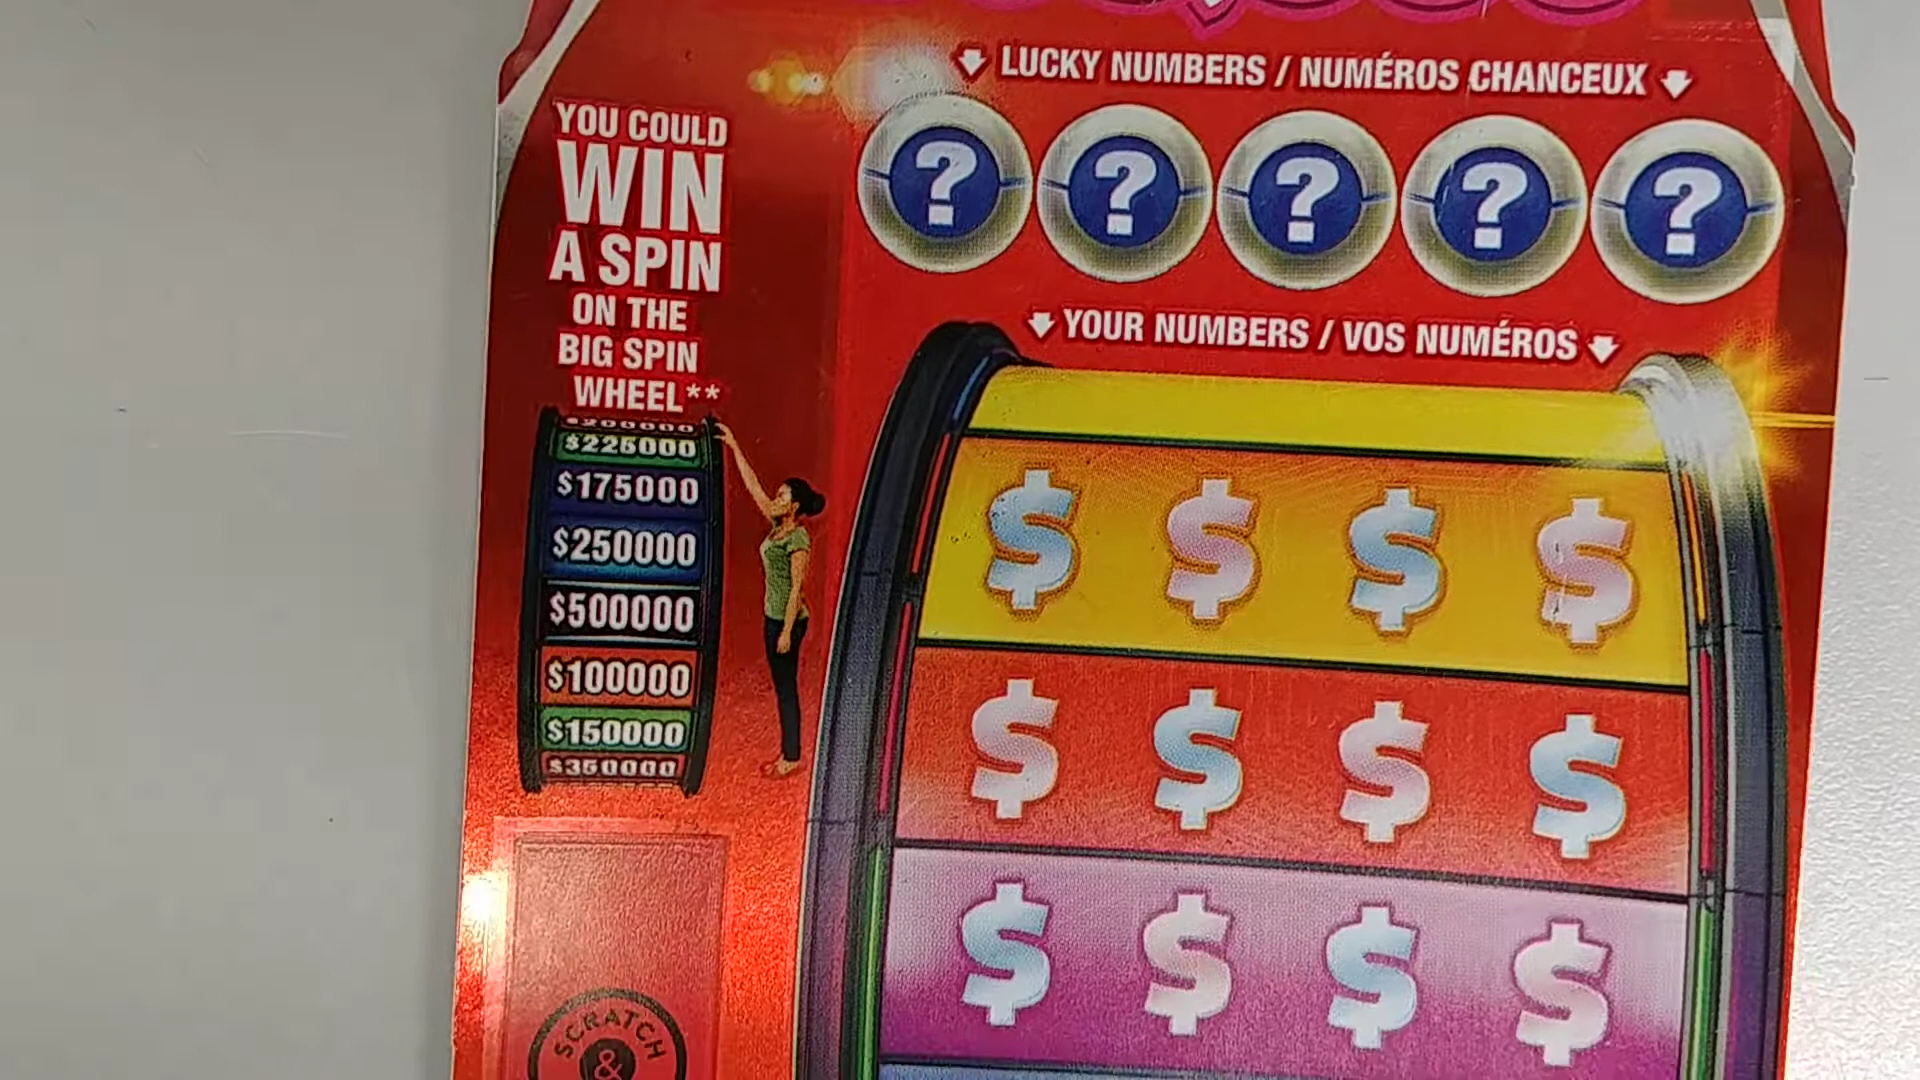 LUCKY NUMBERS / NUMÉROS CHANCEUX
? ? ? ? ?
YOU COULD
WIN
A SPIN
ON THE
BIG SPIN
WHEEL**
YOUR NUMBERS / VOS NUMÉROS
$200000
$225000
$175000
$250000
$500000
$100000
$150000
$350000
$ $ $ $
$ $ $ $
$ $ $ $
SCRATCH
&